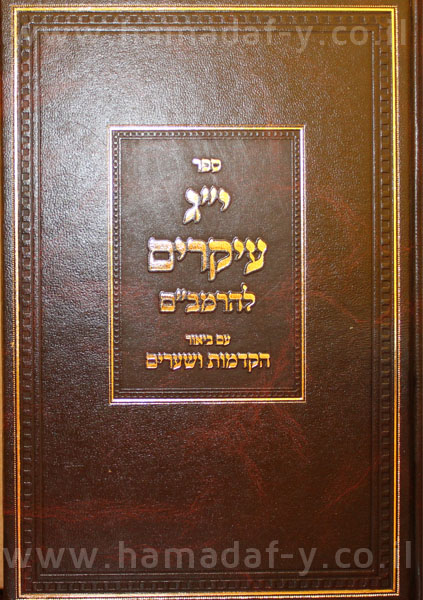 www.hamadaf-y.co.il
ספר
י"ג
עיקרים
להרמב"ם
עם ביאור
הקדמות ושערים
www.hamadaf-y.co.il